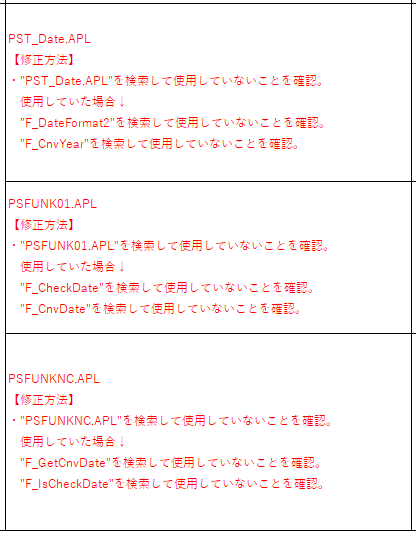 PST_Date.APL
【修正方法】
・"PST_Date.APL"を検索して使用していないことを確認。
使用していた場合↓
"F_DateFormat2"を検索して使用していないことを確認。
"F_CnvYear"を検索して使用していないことを確認。
PSFUNK01.APL
【修正方法】
・"PSFUNK01.APL"を検索して使用していないことを確認。
使用していた場合↓
"F_CheckDate"を検索して使用していないことを確認。
"F_CnvDate"を検索して使用していないことを確認。
PSFUNKNC.APL
【修正方法】
・"PSFUNKNC.APL"を検索して使用していないことを確認。
使用していた場合↓
"F_GetCnvDate"を検索して使用していないことを確認。
"F_IsCheckDate"を検索して使用していないことを確認。